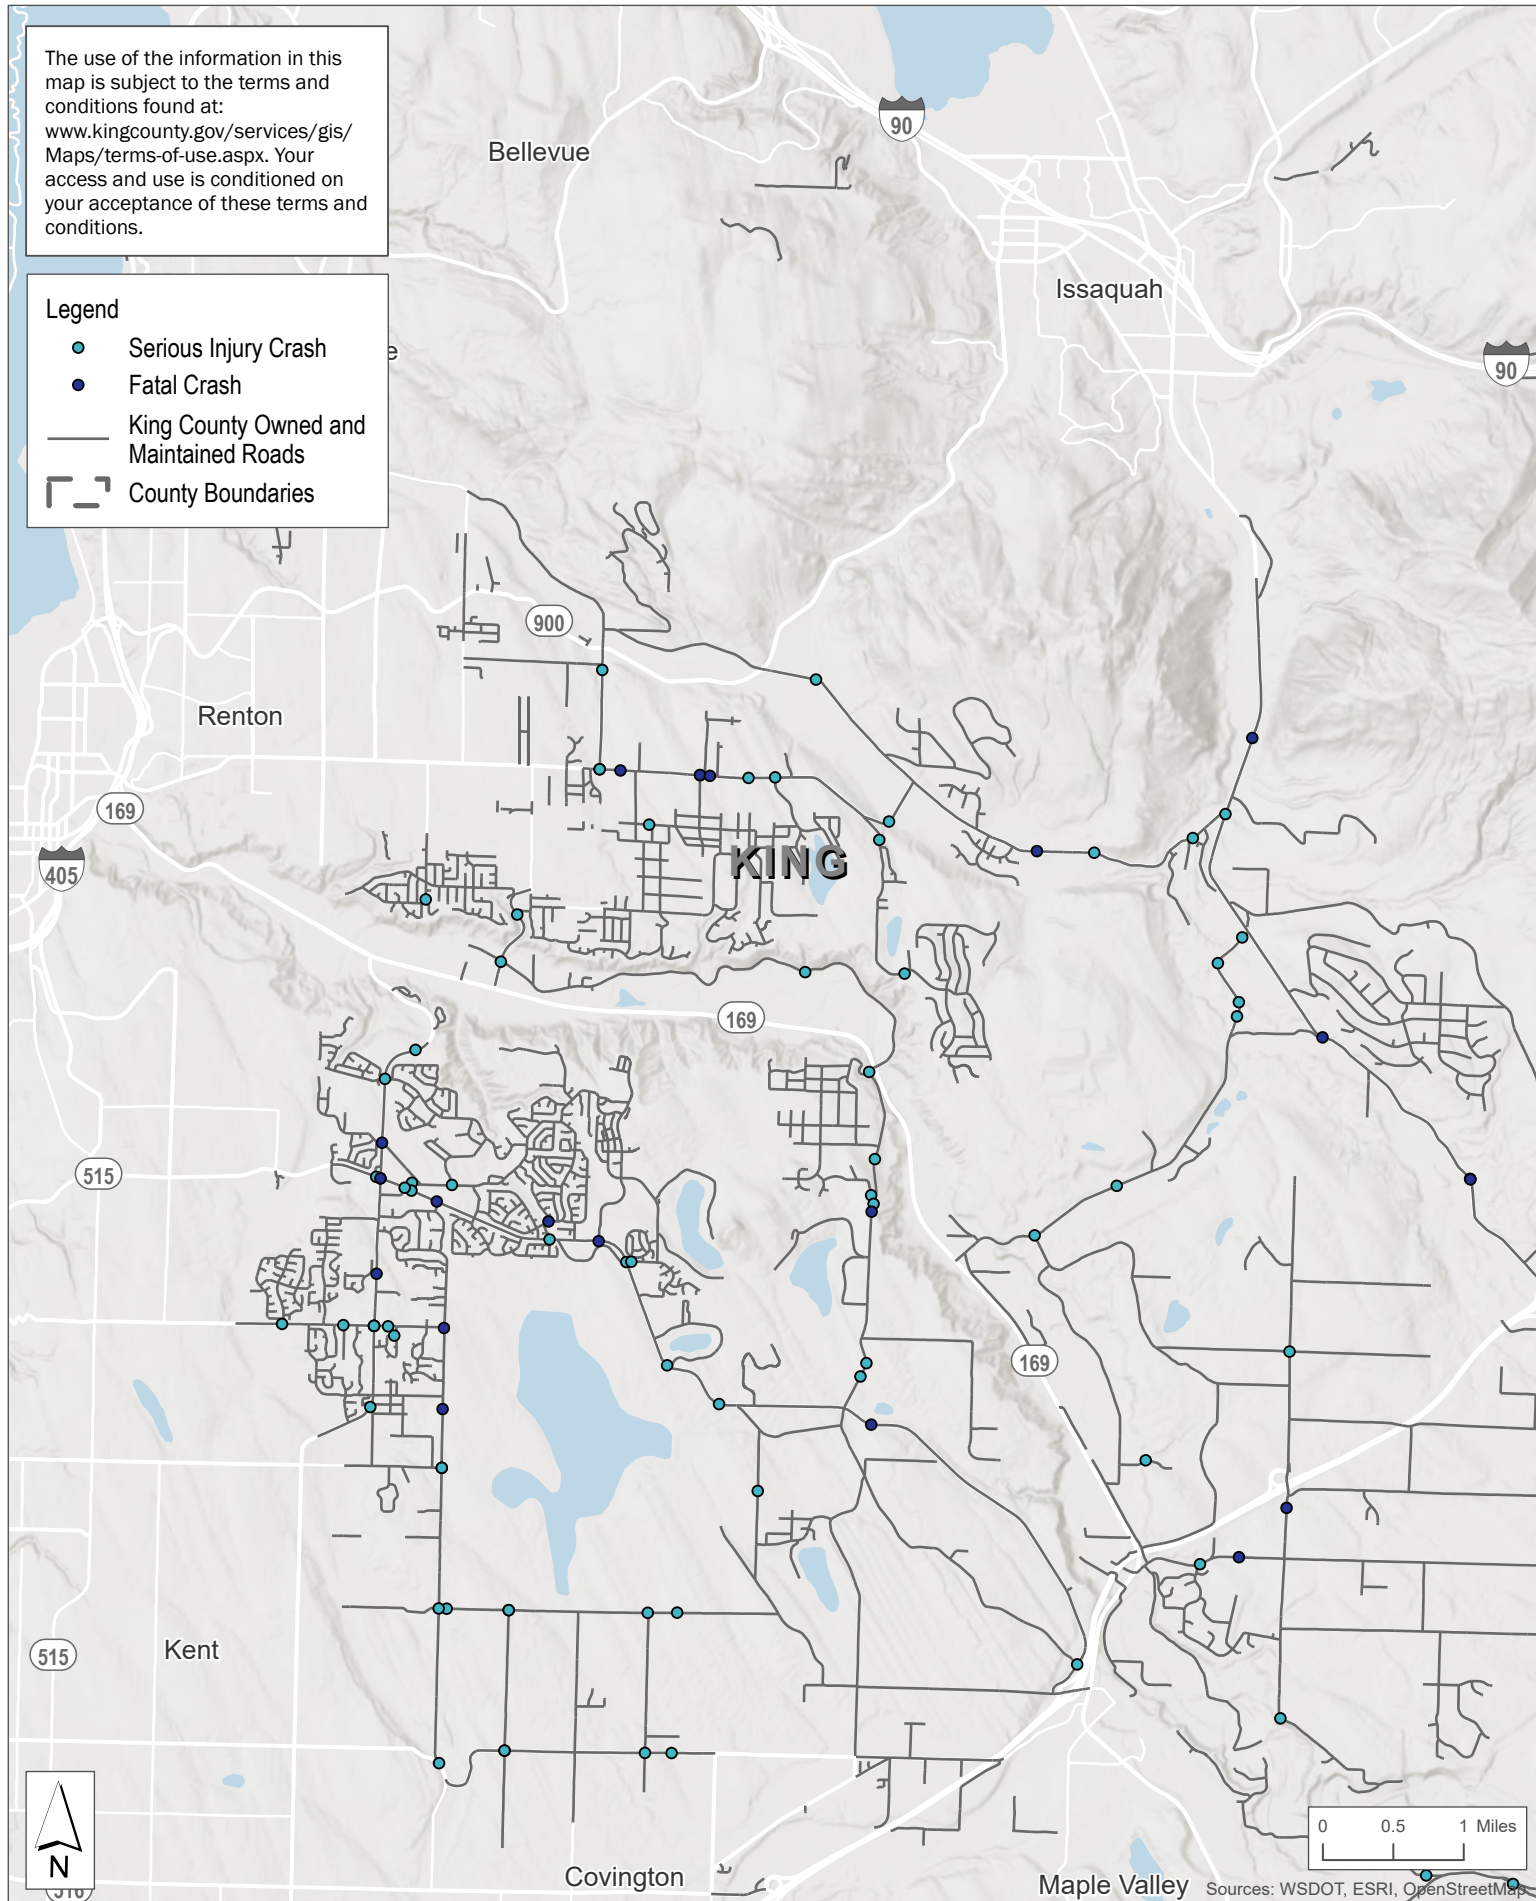 The use of the information in this
map is subject to the terms and
conditions found at:
www.kingcounty.gov/services/gis/
Maps/terms-of-use.aspx. Your
access and use is conditioned on
your acceptance of these terms and
conditions.
Legend
Serious Injury Crash
Fatal Crash
King County Owned and
Maintained Roads
County Boundaries
e
Bellevue
90
Issaquah
90
900
Renton
169
KING
405
169
515
169
Kent
515
Covington
Maple Valley
N
516
0 0.5 1 Miles
Sources: WSDOT, ESRI, OpenStreetMap